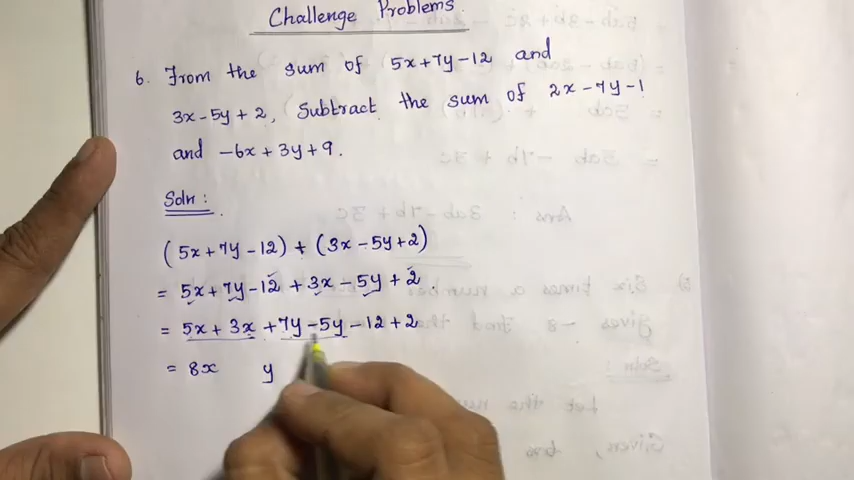 Challenge Problems.
6. From the sum of 5x+7y-12 and
3x-5y+2, Subtract the sum of 2x-7y-1
and -6x+3y+9.
Soln:
(5x+7y-12)+(3x-5y+2)
= 5x+7y-12+3x-5y+2.
= 5x+3x+7y-5y-12+2
= 8x y